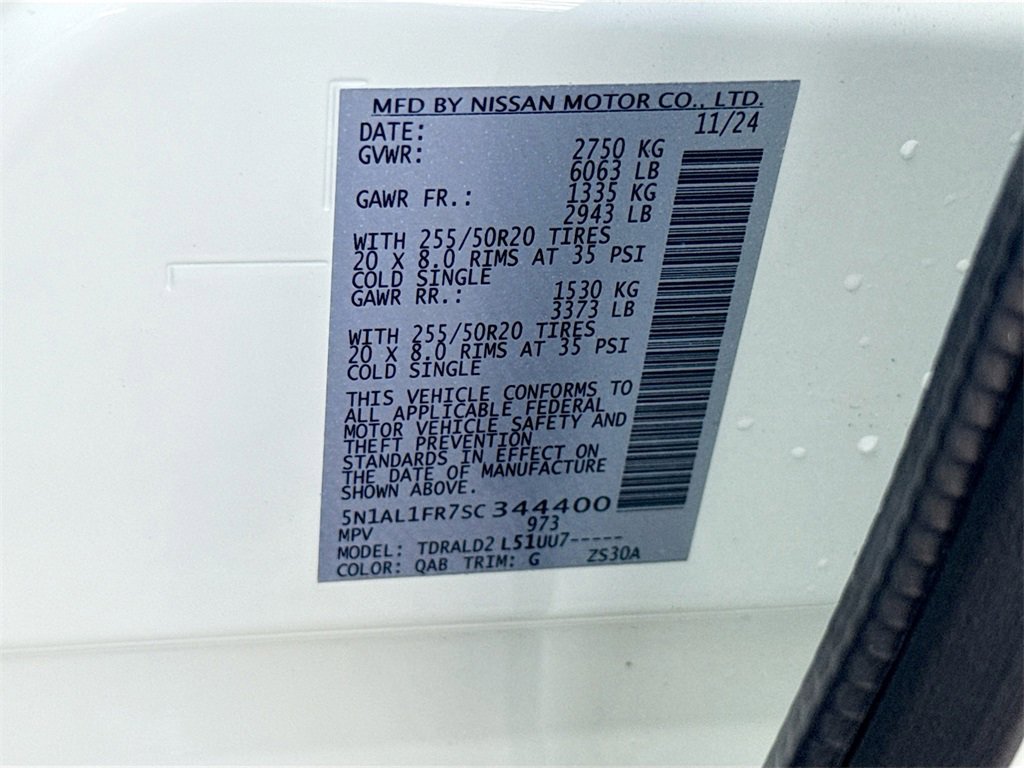 MFD BY NISSAN MOTOR CO., LTD.
DATE: 11/24
GVWR: 2750 KG
6063 LB
GAWR FR.: 1335 KG
2943 LB
WITH 255/50R20 TIRES
20 X 8.0 RIMS AT 35 PSI
COLD SINGLE
GAWR RR.: 1530 KG
3373 LB
WITH 255/50R20 TIRES
20 X 8.0 RIMS AT 35 PSI
COLD SINGLE
THIS VEHICLE CONFORMS TO
ALL APPLICABLE FEDERAL
MOTOR VEHICLE SAFETY AND
THEFT PREVENTION
STANDARDS IN EFFECT ON
THE DATE OF MANUFACTURE
SHOWN ABOVE.
5N1AL1FR7SC 344400
MPV 973
MODEL: TDRALD2 L51UU7-----
COLOR: QAB TRIM: G ZS30A